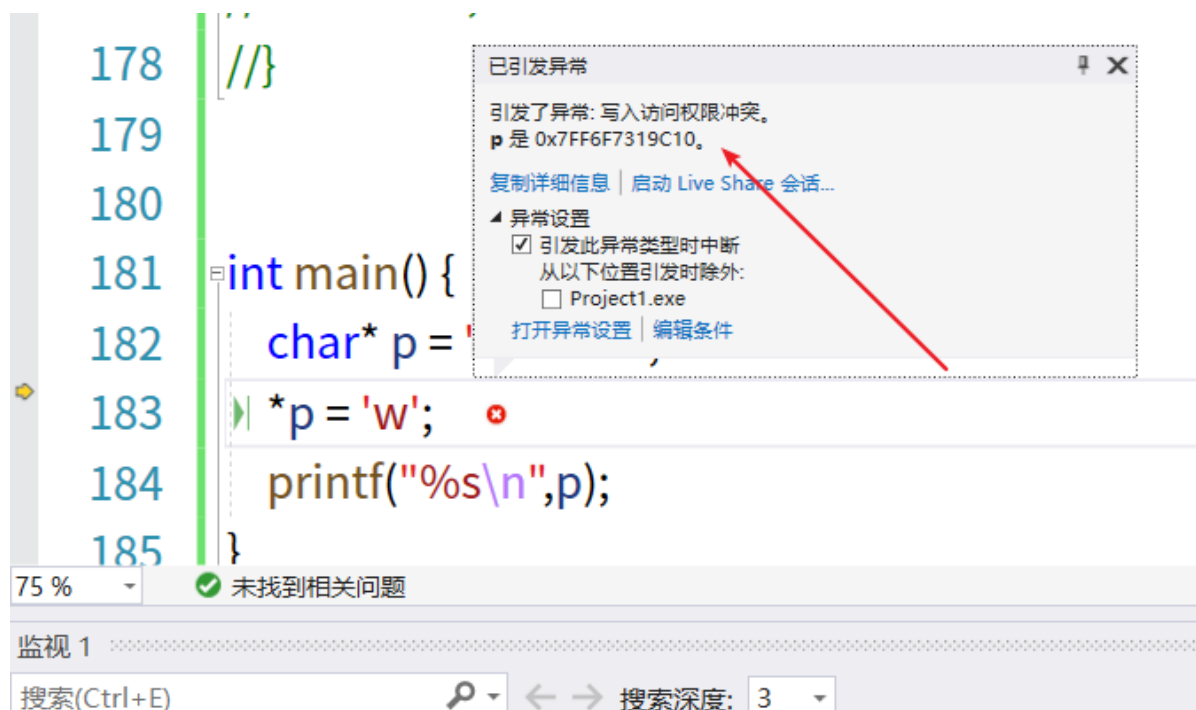 178 //}
已引发异常
引发了异常: 写入访问权限冲突。
179
p 是 0x7FF6F7319C10。
复制详细信息 | 启动 Live Share 会话...
180
异常设置
引发此异常类型时中断
181 int main() {
从以下位置引发时除外:
Project1.exe
打开异常设置 | 编辑条件
182 char* p = "
183 *p = 'w';
184 printf("%s\n",p);
185 }
75 %
未找到相关问题
监视 1
搜索(Ctrl+E)
搜索深度: 3